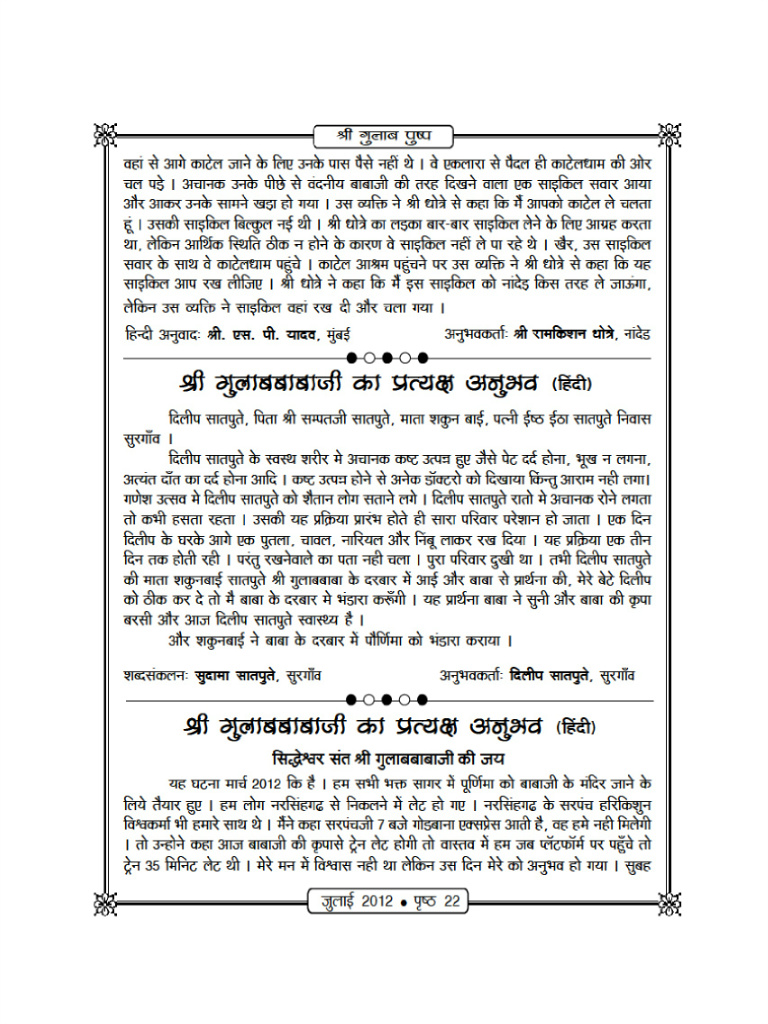 श्री गुलाब पुष्प
वहां से आगे काटेल जाने के लिए उनके पास पैसे नहीं थे । वे एकलारा से पैदल ही काटेलधाम की ओर
चल पड़े । अचानक उनके पीछे से वंदनीय बाबाजी की तरह दिखने वाला एक साइकिल सवार आया
और आकर उनके सामने खड़ा हो गया । उस व्यक्ति ने श्री धोत्रे से कहा कि मैं आपको काटेल ले चलता
हूं । उसकी साइकिल बिल्कुल नई थी । श्री धोत्रे का लड़का बार-बार साइकिल लेने के लिए आग्रह करता
था, लेकिन आर्थिक स्थिति ठीक न होने के कारण वे साइकिल नहीं ले पा रहे थे । खैर, उस साइकिल
सवार के साथ वे काटेलधाम पहुंचे । काटेल आश्रम पहुंचने पर उस व्यक्ति ने श्री धोत्रे से कहा कि यह
साइकिल आप रख लीजिए । श्री धोत्रे ने कहा कि मैं इस साइकिल को नांदेड़ किस तरह ले जाऊंगा,
लेकिन उस व्यक्ति ने साइकिल वहां रख दी और चला गया ।
हिन्दी अनुवादः श्री. एस. पी. यादव, मुंबई अनुभवकर्ताः श्री रामकिशन धोत्रे, नांदेड
श्री गुलाबबाबाजी का प्रत्यक्ष अनुभव (हिंदी)
दिलीप सातपुते, पिता श्री सम्पतजी सातपुते, माता शकुन बाई, पत्नी ईष्ठ ईठा सातपुते निवास
सुरगाँव ।
दिलीप सातपुते के स्वस्थ शरीर मे अचानक कष्ट उत्पन्न हुए जैसे पेट दर्द होना, भूख न लगना,
अत्यंत दाँत का दर्द होना आदि । कष्ट उत्पन्न होने से अनेक डॉक्टरो को दिखाया किंन्तु आराम नही लगा।
गणेश उत्सव मे दिलीप सातपुते को शैतान लोग सताने लगे । दिलीप सातपुते रातो मे अचानक रोने लगता
तो कभी हसता रहता । उसकी यह प्रक्रिया प्रारंभ होते ही सारा परिवार परेशान हो जाता । एक दिन
दिलीप के घरके आगे एक पुतला, चावल, नारियल और निंबू लाकर रख दिया । यह प्रक्रिया एक तीन
दिन तक होती रही । परंतु रखनेवाले का पता नही चला । पुरा परिवार दुखी था । तभी दिलीप सातपुते
की माता शकुनबाई सातपुते श्री गुलाबबाबा के दरबार में आई और बाबा से प्रार्थना की, मेरे बेटे दिलीप
को ठीक कर दे तो मै बाबा के दरबार मे भंडारा करूँगी । यह प्रार्थना बाबा ने सुनी और बाबा की कृपा
बरसी और आज दिलीप सातपुते स्वास्थ्य है ।
और शकुनबाई ने बाबा के दरबार में पौर्णिमा को भंडारा कराया ।
शब्दसंकलनः सुदामा सातपुते, सुरगाँव अनुभवकर्ताः दिलीप सातपुते, सुरगाँव
श्री गुलाबबाबाजी का प्रत्यक्ष अनुभव (हिंदी)
सिद्धेश्वर संत श्री गुलाबबाबाजी की जय
यह घटना मार्च 2012 कि है । हम सभी भक्त सागर में पूर्णिमा को बाबाजी के मंदिर जाने के
लिये तैयार हुए । हम लोग नरसिंहगढ से निकलने में लेट हो गए । नरसिंहगढ के सरपंच हरिकिशुन
विश्वकर्मा भी हमारे साथ थे । मैंने कहा सरपंचजी 7 बजे गोड़बाना एक्सप्रेस आती है, वह हमे नही मिलेगी
। तो उन्होने कहा आज बाबाजी की कृपासे ट्रेन लेट होगी तो वास्तव में हम जब प्लॅटफॉर्म पर पहुँचे तो
ट्रेन 35 मिनिट लेट थी । मेरे मन में विश्वास नही था लेकिन उस दिन मेरे को अनुभव हो गया । सुबह
जुलाई 2012 • पृष्ठ 22